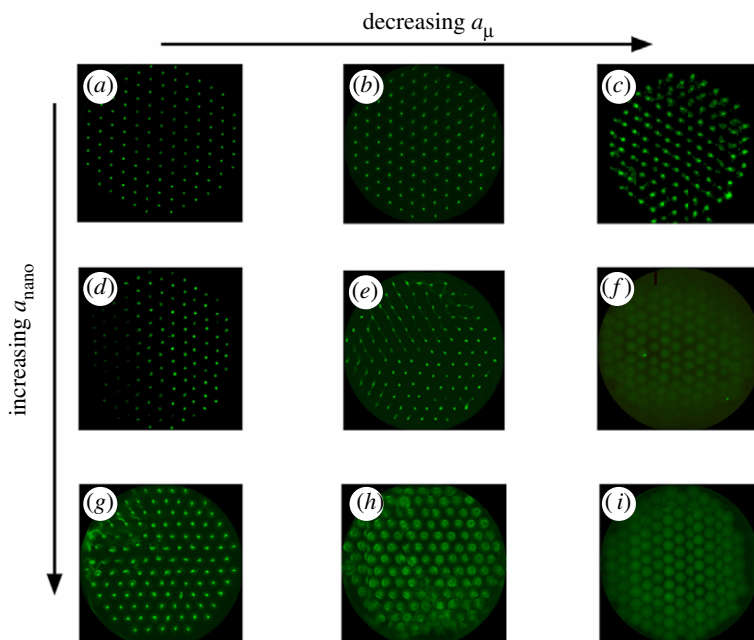 decreasing aμ
increasing anano
(a)
(b)
(c)
(d)
(e)
(f)
(g)
(h)
(i)